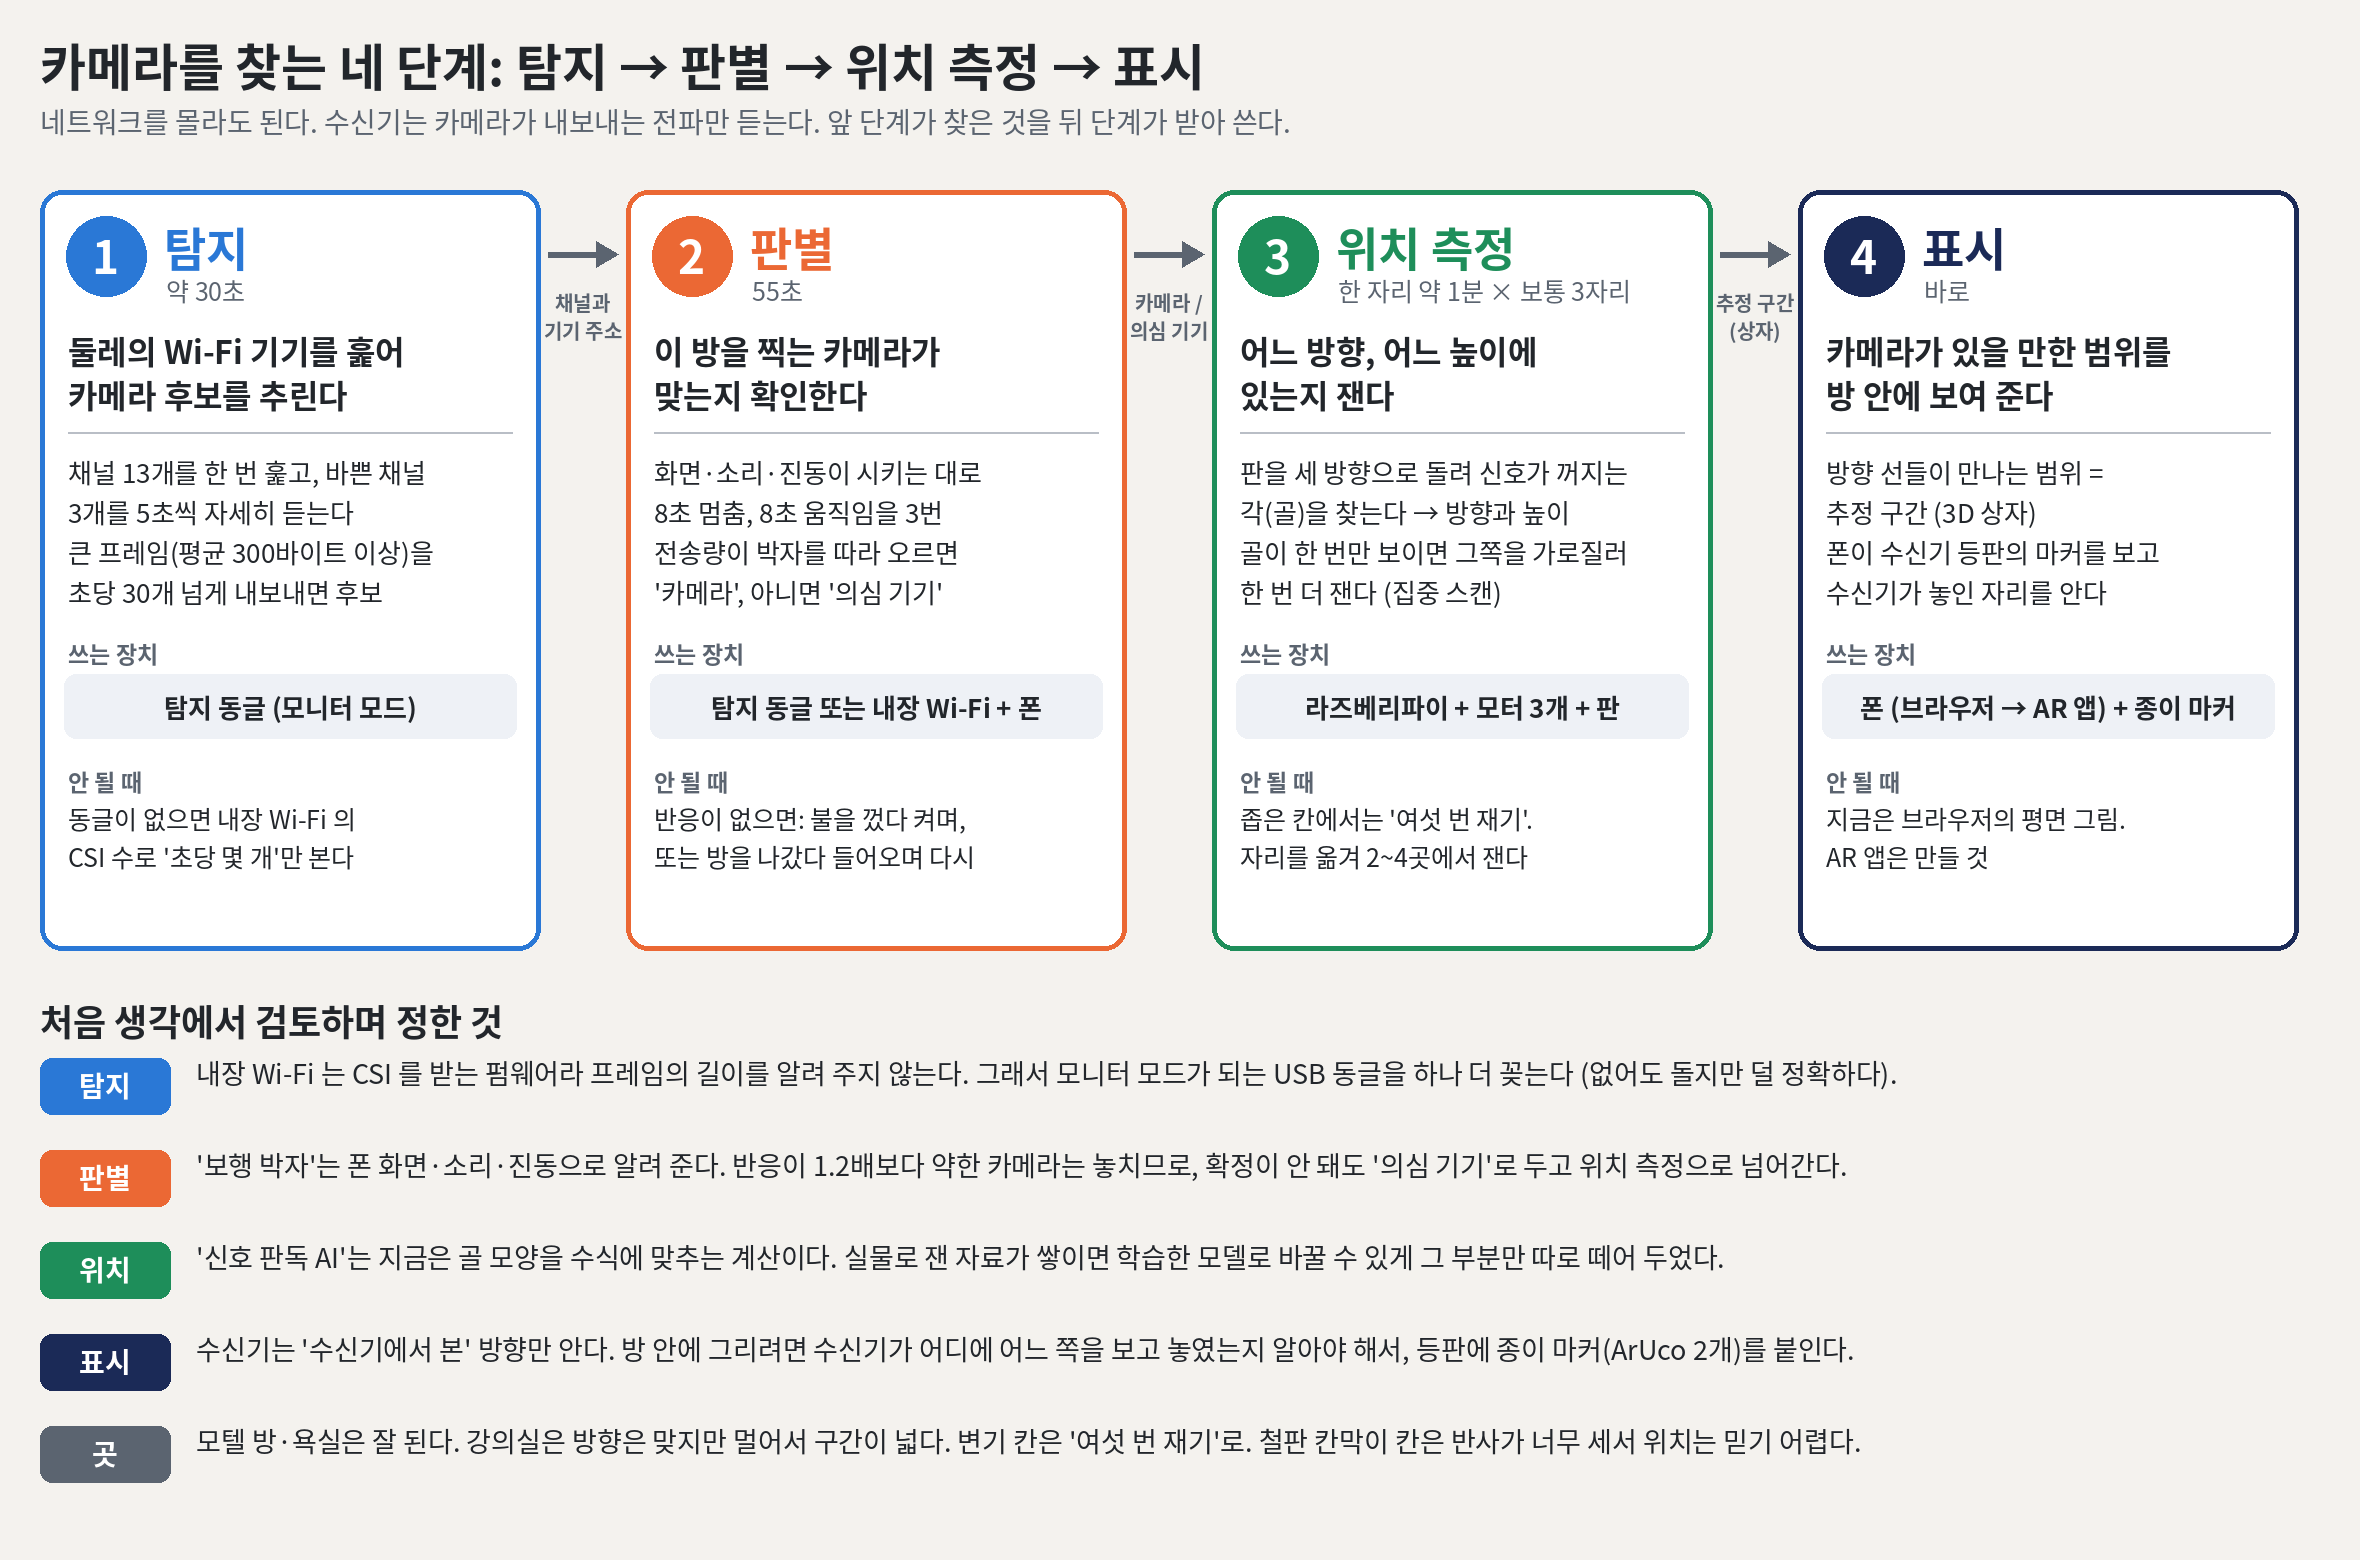 카메라를 찾는 네 단계: 탐지 → 판별 → 위치 측정 → 표시
네트워크를 몰라도 된다. 수신기는 카메라가 내보내는 전파만 듣는다. 앞 단계가 찾은 것을 뒤 단계가 받아 쓴다.
1 탐지
약 30초
둘레의 Wi-Fi 기기를 훑어
카메라 후보를 추린다
채널 13개를 한 번 훑고, 바쁜 채널
3개를 5초씩 자세히 듣는다
큰 프레임(평균 300바이트 이상)을
초당 30개 넘게 내보내면 후보
쓰는 장치
탐지 동글 (모니터 모드)
안 될 때
동글이 없으면 내장 Wi-Fi 의
CSI 수로 '초당 몇 개'만 본다
채널과
기기 주소
2 판별
55초
이 방을 찍는 카메라가
맞는지 확인한다
화면·소리·진동이 시키는 대로
8초 멈춤, 8초 움직임을 3번
전송량이 박자를 따라 오르면
'카메라', 아니면 '의심 기기'
쓰는 장치
탐지 동글 또는 내장 Wi-Fi + 폰
안 될 때
반응이 없으면: 불을 껐다 켜며,
또는 방을 나갔다 들어오며 다시
카메라 /
의심 기기
3 위치 측정
한 자리 약 1분 × 보통 3자리
어느 방향, 어느 높이에
있는지 잰다
판을 세 방향으로 돌려 신호가 꺼지는
각(골)을 찾는다 → 방향과 높이
골이 한 번만 보이면 그쪽을 가로질러
한 번 더 잰다 (집중 스캔)
쓰는 장치
라즈베리파이 + 모터 3개 + 판
안 될 때
좁은 칸에서는 '여섯 번 재기'.
자리를 옮겨 2~4곳에서 잰다
추정 구간
(상자)
4 표시
바로
카메라가 있을 만한 범위를
방 안에 보여 준다
방향 선들이 만나는 범위 =
추정 구간 (3D 상자)
폰이 수신기 등판의 마커를 보고
수신기가 놓인 자리를 안다
쓰는 장치
폰 (브라우저 → AR 앱) + 종이 마커
안 될 때
지금은 브라우저의 평면 그림.
AR 앱은 만들 것
처음 생각에서 검토하며 정한 것
탐지 내장 Wi-Fi 는 CSI 를 받는 펌웨어라 프레임의 길이를 알려 주지 않는다. 그래서 모니터 모드가 되는 USB 동글을 하나 더 꽂는다 (없어도 돌지만 덜 정확하다).
판별 '보행 박자'는 폰 화면·소리·진동으로 알려 준다. 반응이 1.2배보다 약한 카메라는 놓치므로, 확정이 안 돼도 '의심 기기'로 두고 위치 측정으로 넘어간다.
위치 '신호 판독 AI'는 지금은 골 모양을 수식에 맞추는 계산이다. 실물로 잰 자료가 쌓이면 학습한 모델로 바꿀 수 있게 그 부분만 따로 떼어 두었다.
표시 수신기는 '수신기에서 본' 방향만 안다. 방 안에 그리려면 수신기가 어디에 어느 쪽을 보고 놓였는지 알아야 해서, 등판에 종이 마커(ArUco 2개)를 붙인다.
곳 모텔 방·욕실은 잘 된다. 강의실은 방향은 맞지만 멀어서 구간이 넓다. 변기 칸은 '여섯 번 재기'로. 철판 칸막이 칸은 반사가 너무 세서 위치는 믿기 어렵다.